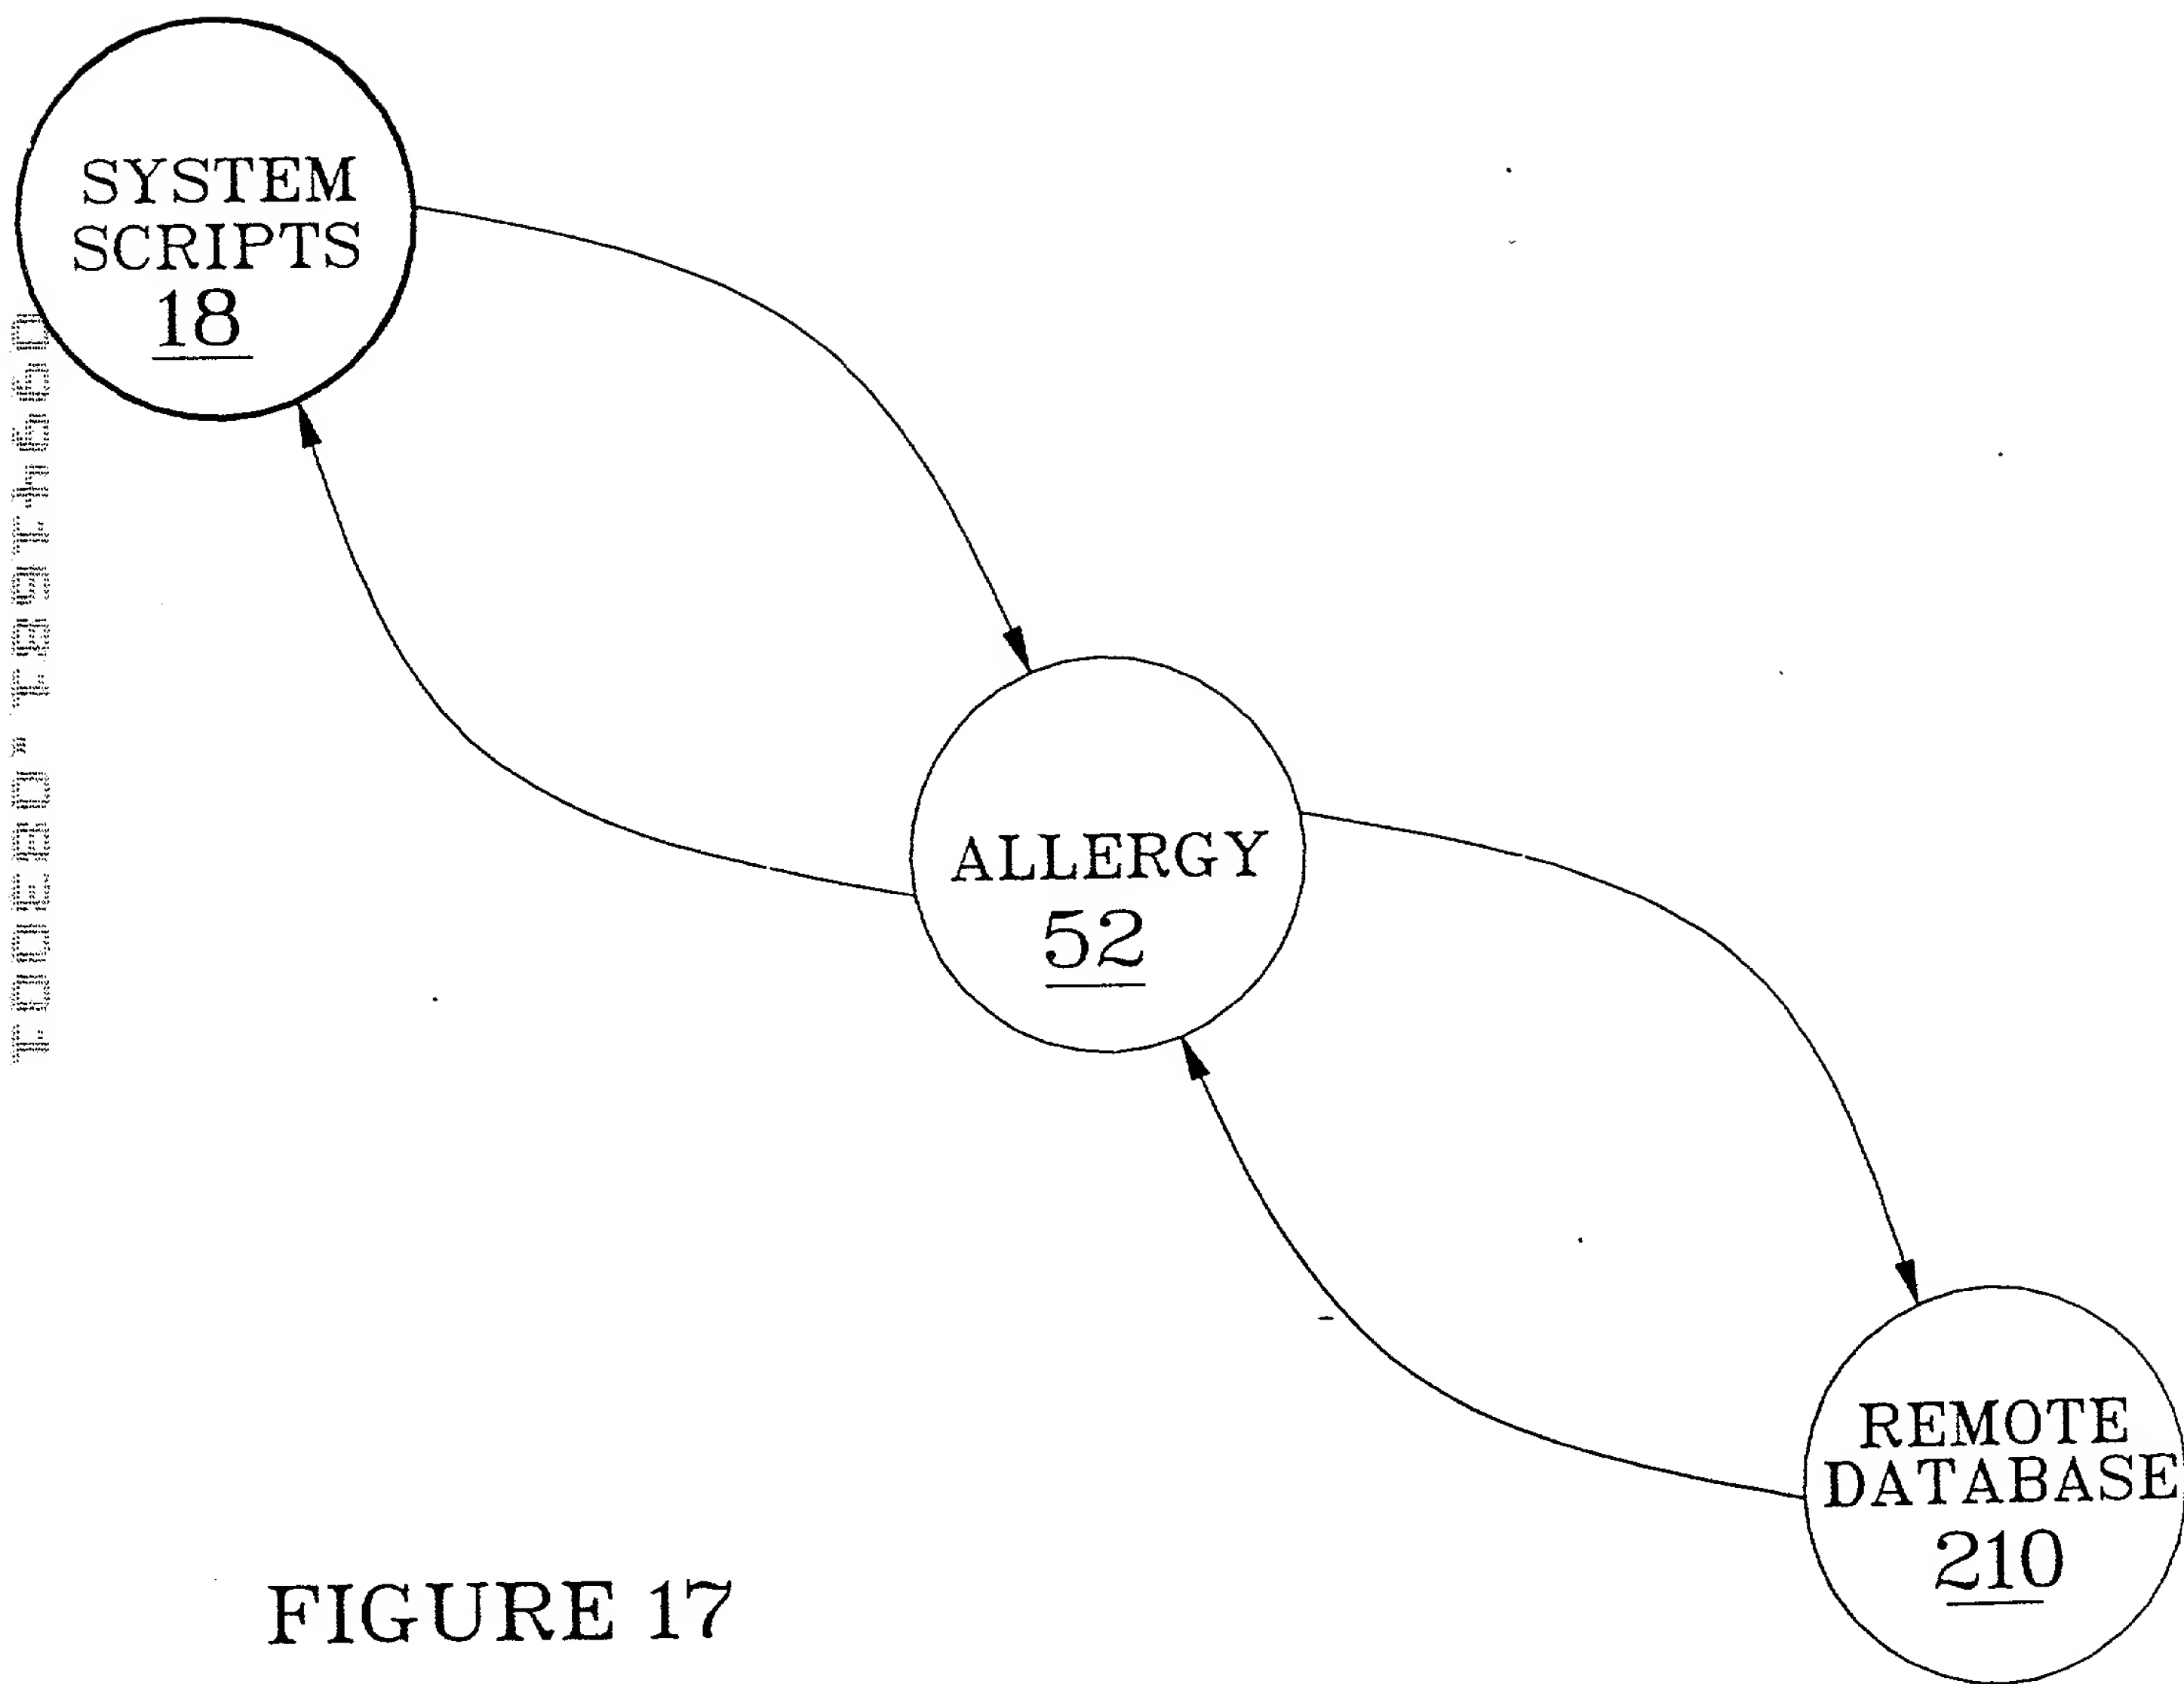 SYSTEM
SCRIPTS
18
ALLERGY
52
REMOTE
DATABASE
210
FIGURE 17